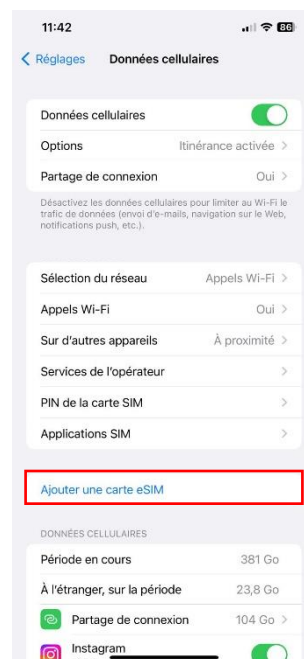 11:42
86
Réglages
Données cellulaires
Données cellulaires
Options
Itinérance activée
Partage de connexion
Oui
Désactivez les données cellulaires pour limiter au Wi-Fi le
trafic de données (envoi d'e-mails, navigation sur le Web,
notifications push, etc.).
Sélection du réseau
Appels Wi-Fi
Appels Wi-Fi
Oui
Sur d'autres appareils
À proximité
Services de l'opérateur
PIN de la carte SIM
Applications SIM
Ajouter une carte eSIM
DONNÉES CELLULAIRES
Période en cours
381 Go
À l'étranger, sur la période
23,8 Go
Partage de connexion
104 Go
Instagram